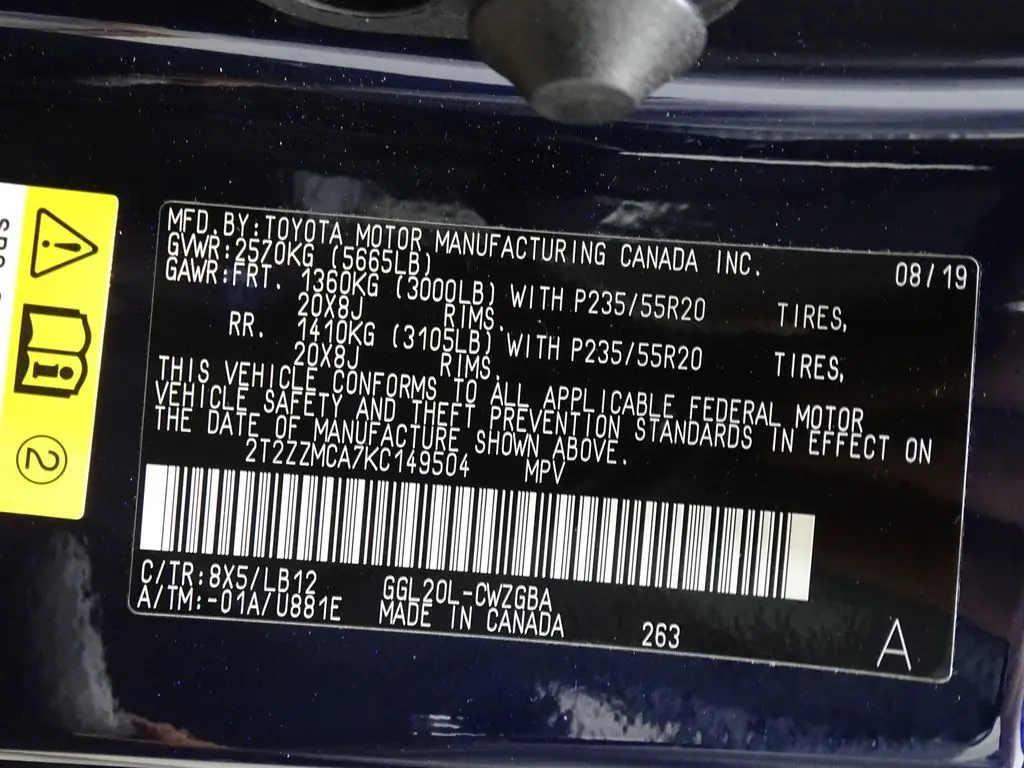 MFD.BY:TOYOTA MOTOR MANUFACTURING CANADA INC. 08/19
GVWR:2570KG (5665LB)
GAWR:FRT. 1360KG (3000LB) WITH P235/55R20 TIRES,
20X8J RIMS.
RR. 1410KG (3105LB) WITH P235/55R20 TIRES,
20X8J RIMS.
THIS VEHICLE CONFORMS TO ALL APPLICABLE FEDERAL MOTOR
VEHICLE SAFETY AND THEFT PREVENTION STANDARDS IN EFFECT ON
THE DATE OF MANUFACTURE SHOWN ABOVE.
2T2ZZMCA7KC149504 MPV
C/TR:8X5/LB12 GGL20L-CWZGBA
A/TM:-01A/U881E MADE IN CANADA 263 A
2